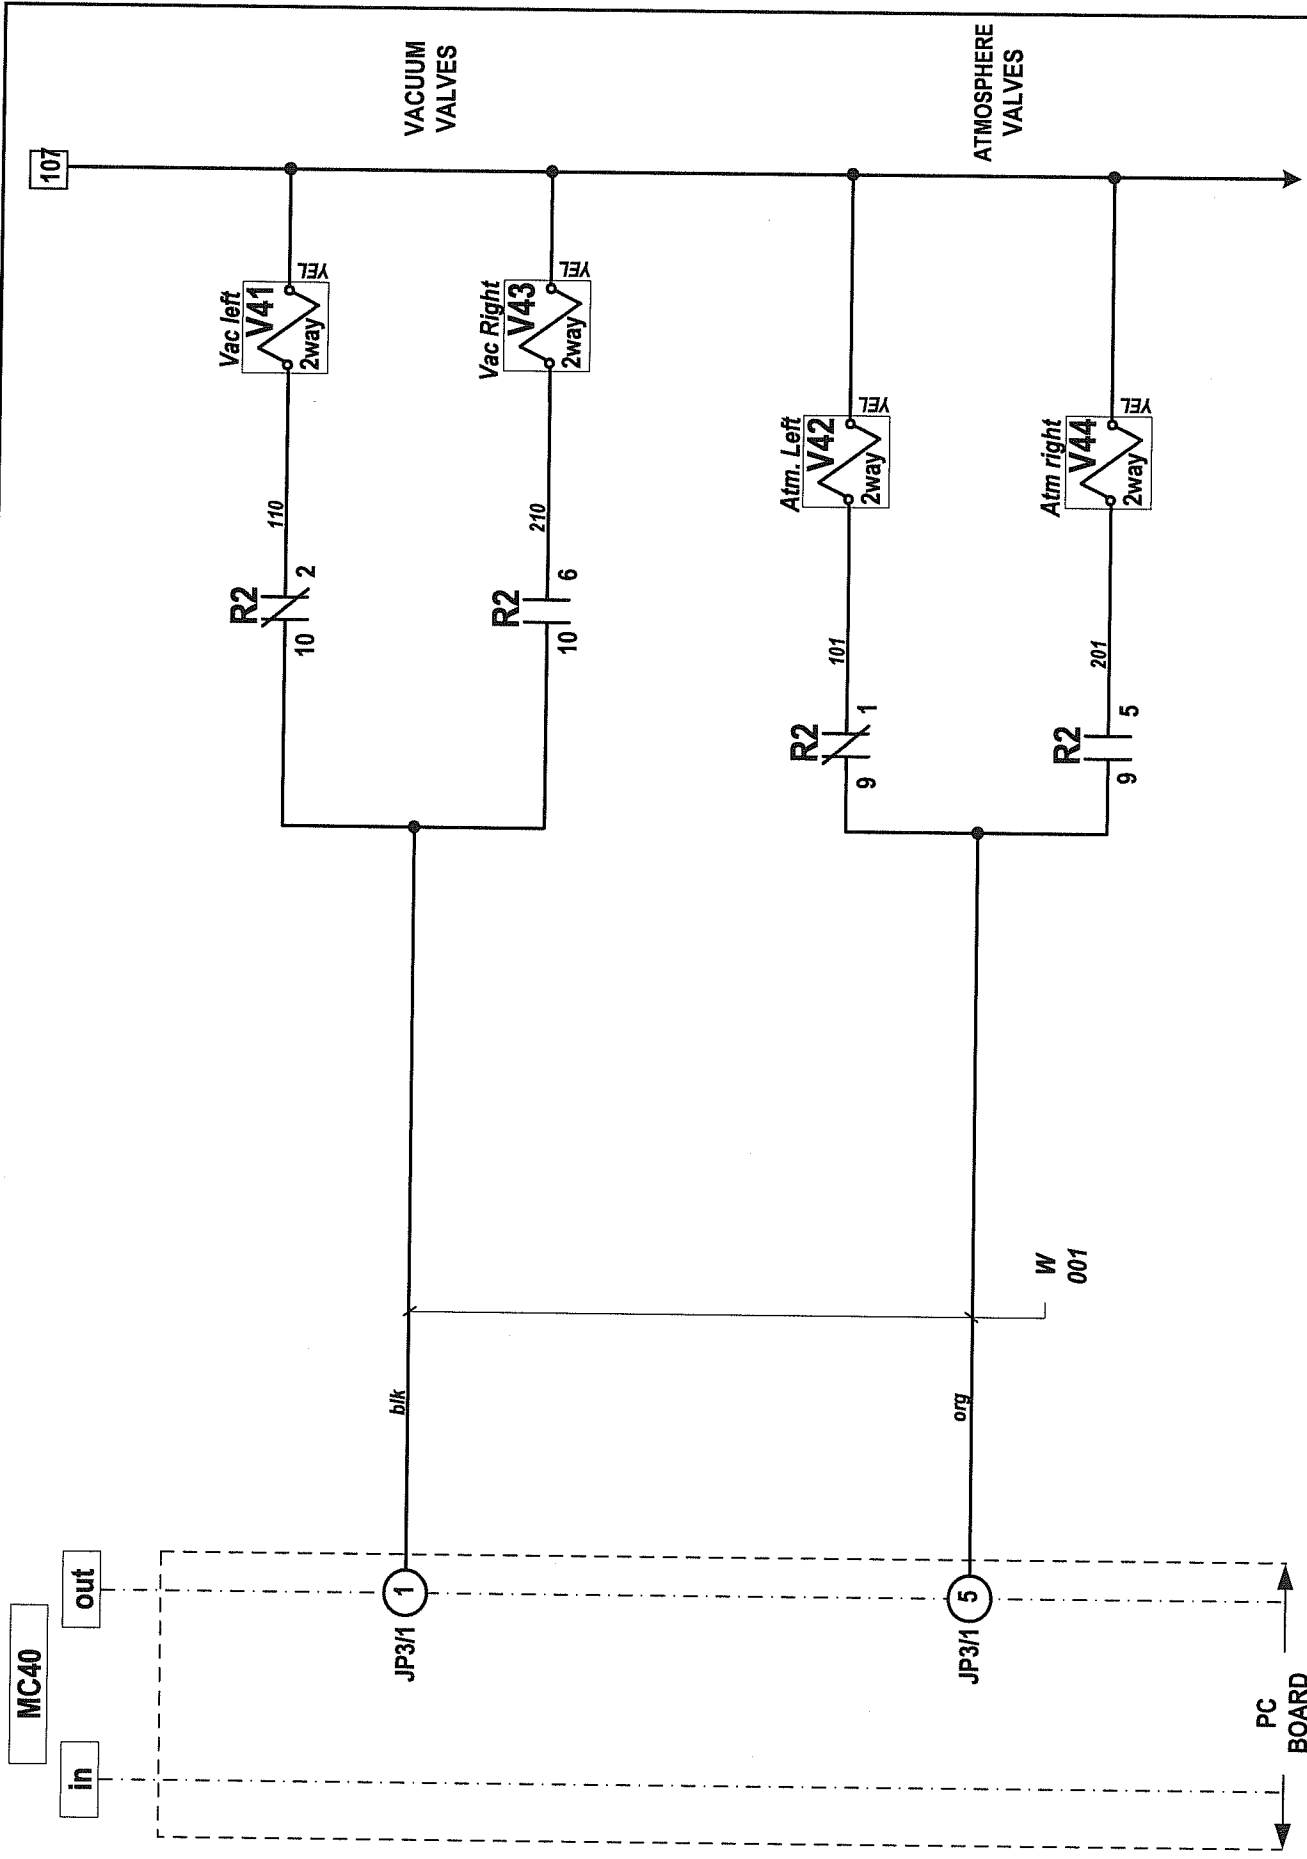 MC40
in
out
107
PC
BOARD
JP3/1
1
blk
R2
10
2
110
Vac left
V41
2way
YEL
VACUUM
VALVES
R2
10
6
210
Vac Right
V43
2way
YEL
JP3/1
5
org
W
001
R2
9
1
101
Atm. Left
V42
2way
YEL
ATMOSPHERE
VALVES
R2
9
5
201
Atm right
V44
2way
YEL